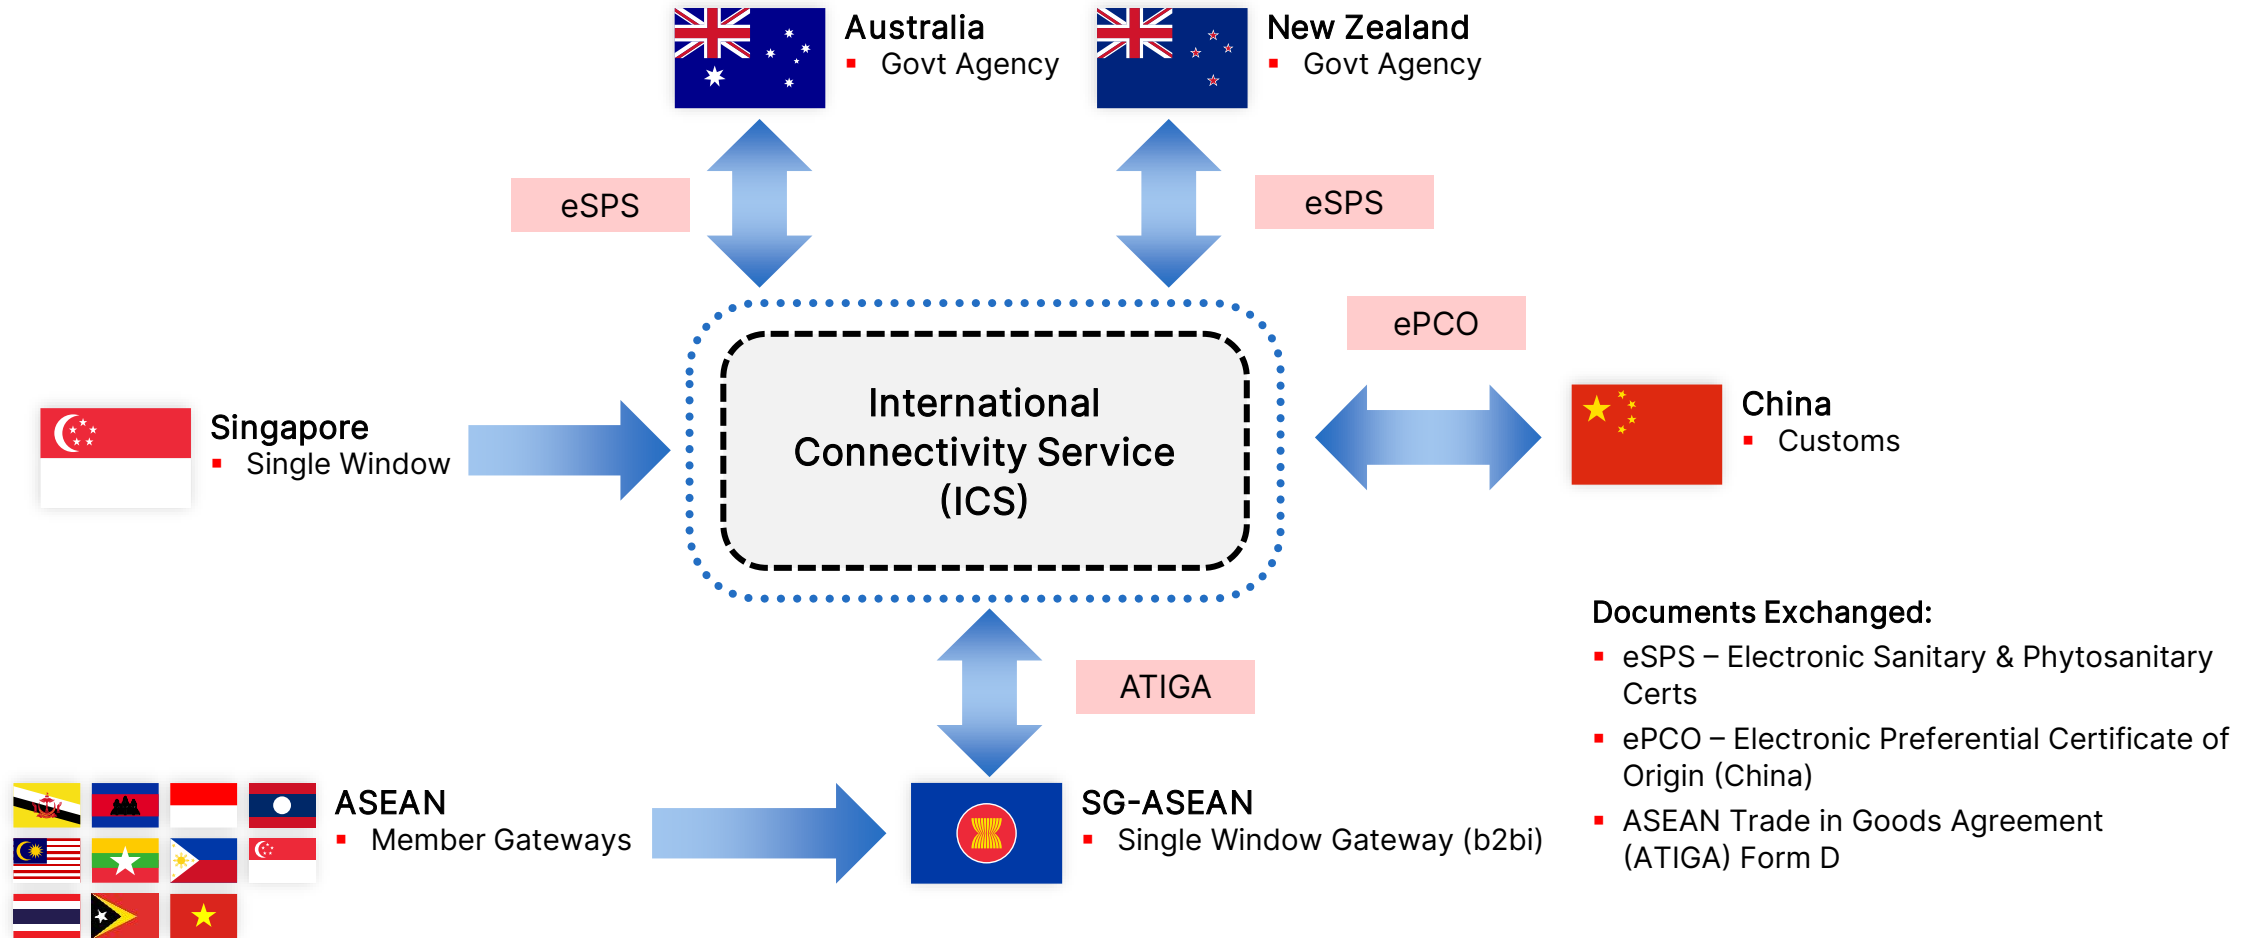 Australia
▪ Govt Agency
New Zealand
▪ Govt Agency
eSPS
eSPS
ePCO
International
Connectivity Service
(ICS)
Singapore
▪ Single Window
China
▪ Customs
ATIGA
ASEAN
▪ Member Gateways
SG-ASEAN
▪ Single Window Gateway (b2bi)
Documents Exchanged:
▪ eSPS – Electronic Sanitary & Phytosanitary
Certs
▪ ePCO – Electronic Preferential Certificate of
Origin (China)
▪ ASEAN Trade in Goods Agreement
(ATIGA) Form D